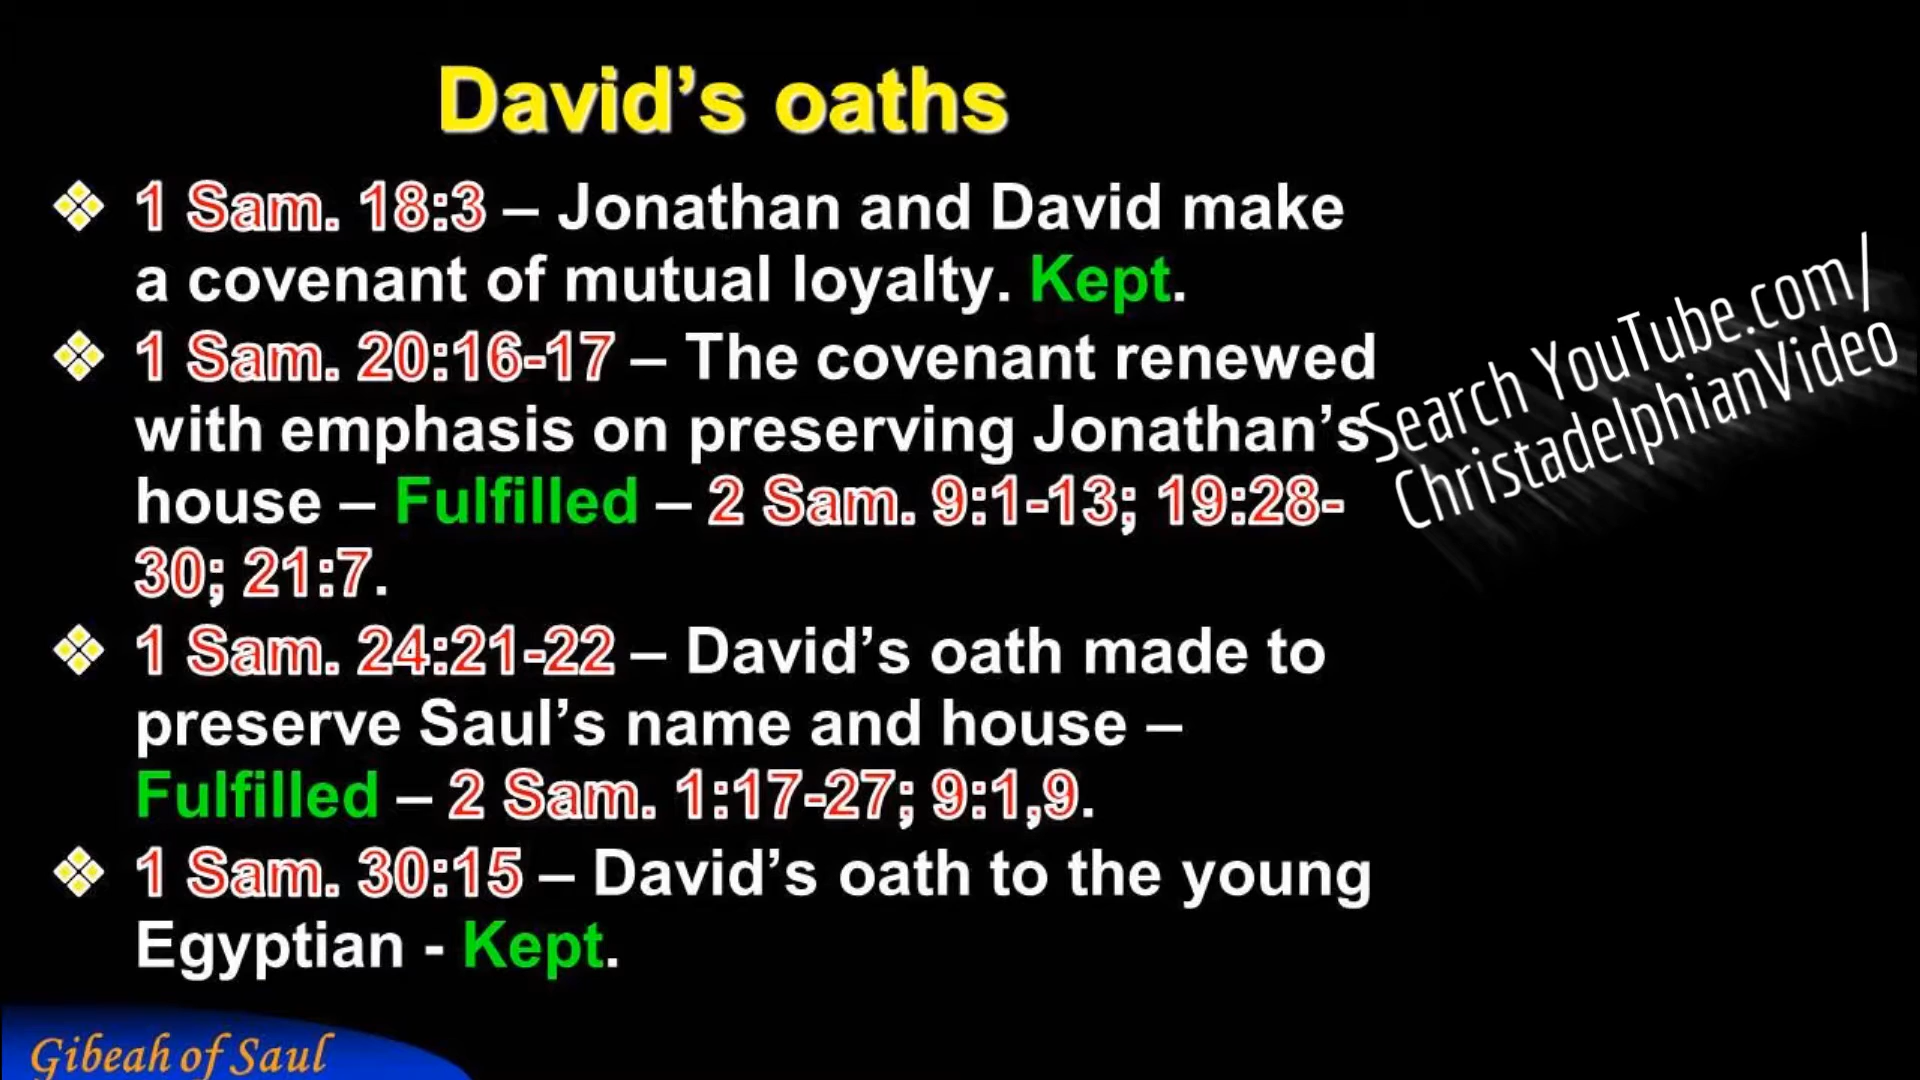 David’s oaths
1 Sam. 18:3 – Jonathan and David make
a covenant of mutual loyalty. Kept.
1 Sam. 20:16-17 – The covenant renewed
with emphasis on preserving Jonathan’s
house – Fulfilled – 2 Sam. 9:1-13; 19:28-
30; 21:7.
1 Sam. 24:21-22 – David’s oath made to
preserve Saul’s name and house –
Fulfilled – 2 Sam. 1:17-27; 9:1,9.
1 Sam. 30:15 – David’s oath to the young
Egyptian - Kept.
Search YouTube.com/
ChristadelphianVideo
Gibeah of Saul